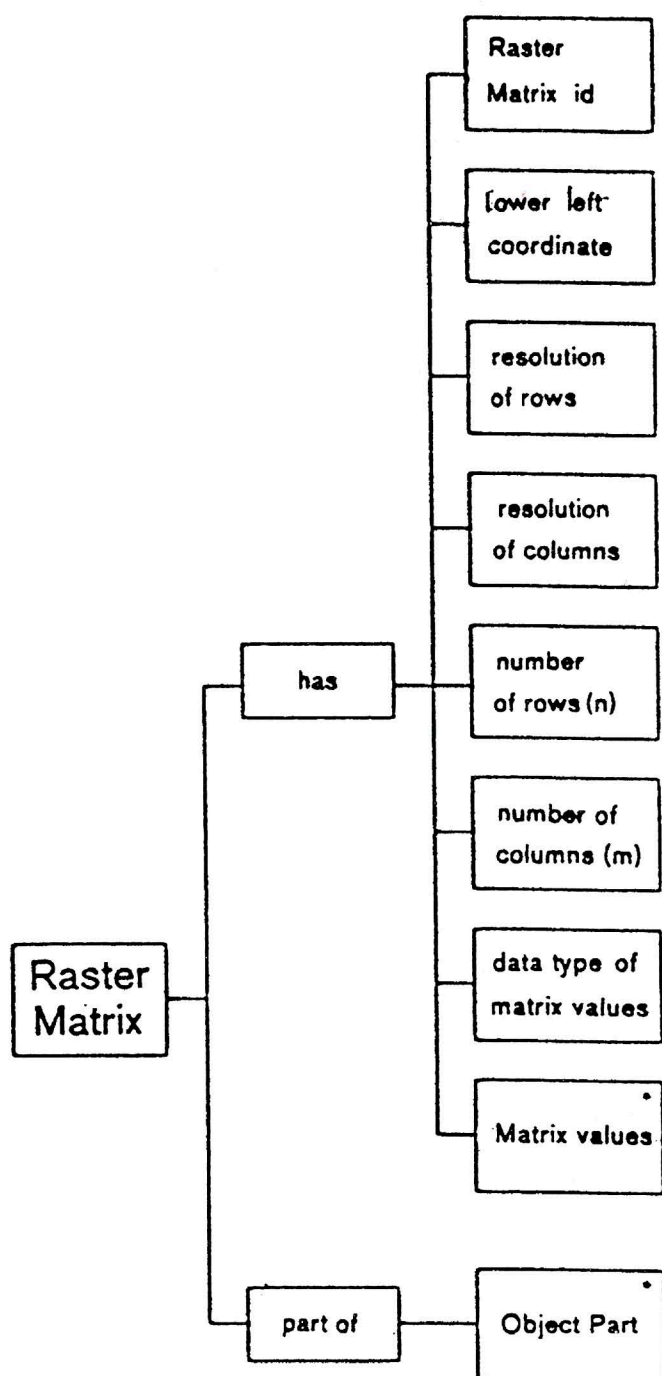 Raster
Matrix id
lower left
coordinate
resolution
of rows
resolution
of columns
has
number
of rows (n)
number of
columns (m)
Raster
Matrix
data type of
matrix values
*
Matrix values
part of
*
Object Part